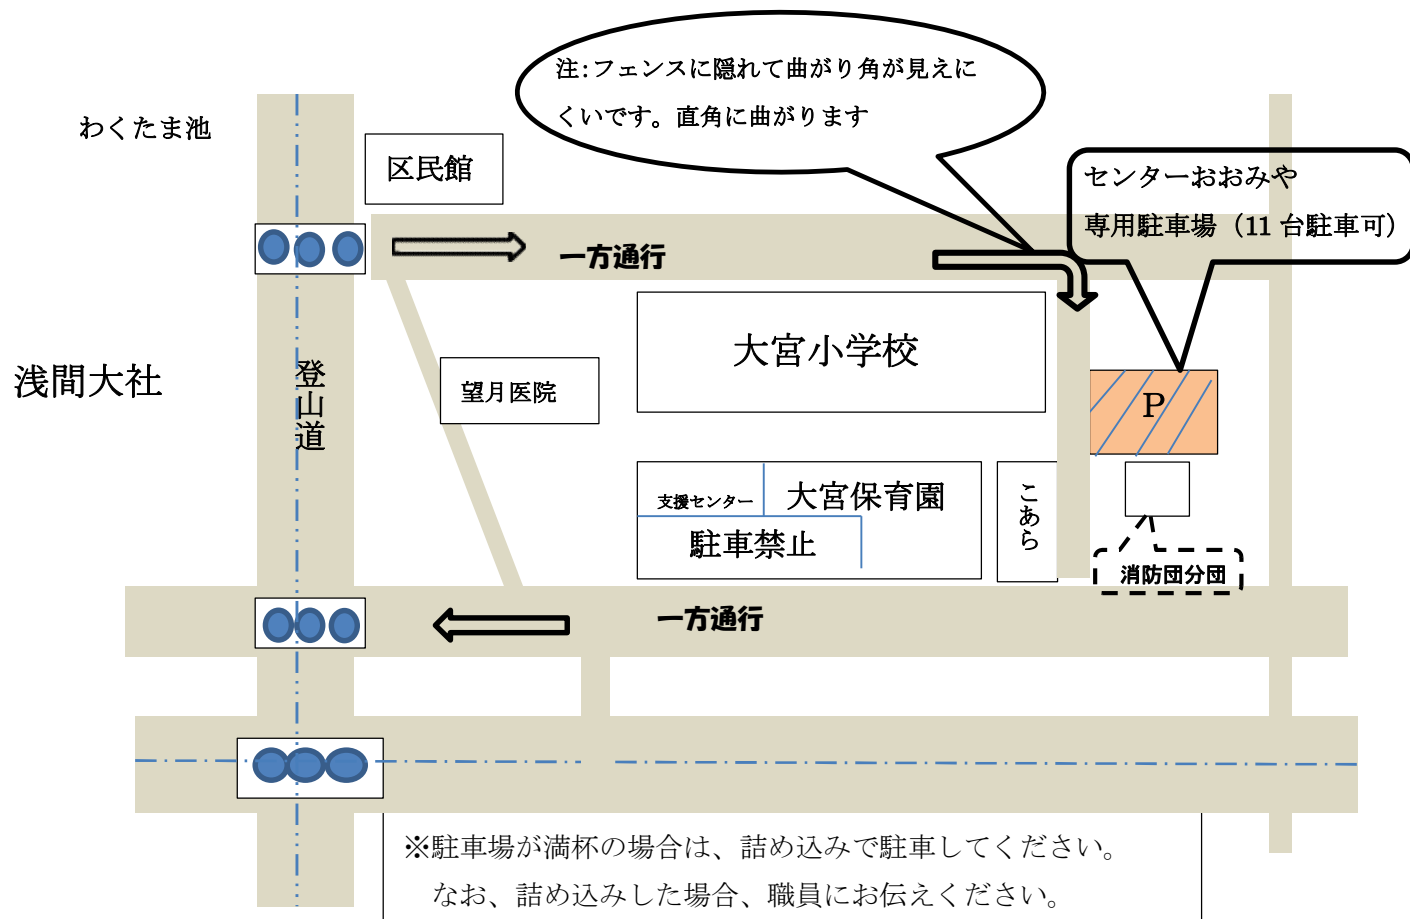 注:フェンスに隠れて曲がり角が見えに
くいです。直角に曲がります
わくたま池
区民館
センターおおみや
専用駐車場（11 台駐車可）
一方通行
大宮小学校
浅間大社
登山道
望月医院
P
支援センター
大宮保育園
駐車禁止
こあら
消防団分団
一方通行
※駐車場が満杯の場合は、詰め込みで駐車してください。
なお、詰め込みした場合、職員にお伝えください。